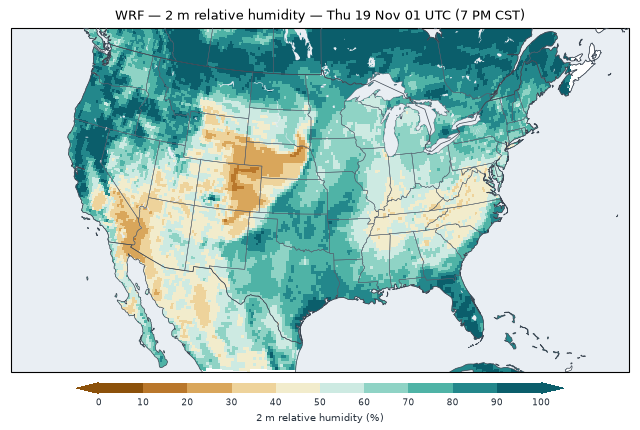 WRF — 2 m relative humidity — Thu 19 Nov 01 UTC (7 PM CST)
0 10 20 30 40 50 60 70 80 90 100
2 m relative humidity (%)